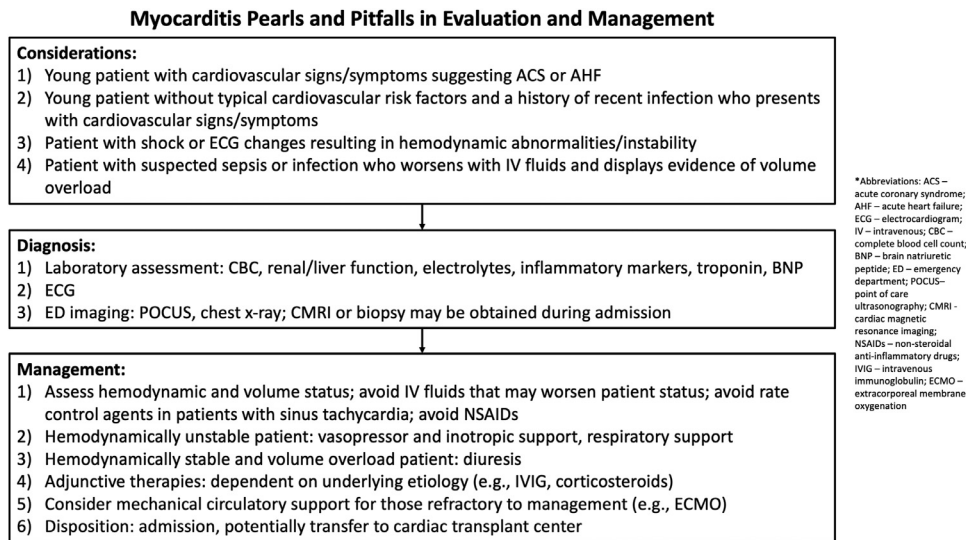 Myocarditis Pearls and Pitfalls in Evaluation and Management
Considerations:
1) Young patient with cardiovascular signs/symptoms suggesting ACS or AHF
2) Young patient without typical cardiovascular risk factors and a history of recent infection who presents
with cardiovascular signs/symptoms
3) Patient with shock or ECG changes resulting in hemodynamic abnormalities/instability
4) Patient with suspected sepsis or infection who worsens with IV fluids and displays evidence of volume
overload
Diagnosis:
1) Laboratory assessment: CBC, renal/liver function, electrolytes, inflammatory markers, troponin, BNP
2) ECG
3) ED imaging: POCUS, chest x-ray; CMRI or biopsy may be obtained during admission
Management:
1) Assess hemodynamic and volume status; avoid IV fluids that may worsen patient status; avoid rate
control agents in patients with sinus tachycardia; avoid NSAIDs
2) Hemodynamically unstable patient: vasopressor and inotropic support, respiratory support
3) Hemodynamically stable and volume overload patient: diuresis
4) Adjunctive therapies: dependent on underlying etiology (e.g., IVIG, corticosteroids)
5) Consider mechanical circulatory support for those refractory to management (e.g., ECMO)
6) Disposition: admission, potentially transfer to cardiac transplant center
*Abbreviations: ACS –
acute coronary syndrome;
AHF – acute heart failure;
ECG – electrocardiogram;
IV – intravenous; CBC –
complete blood cell count;
BNP – brain natriuretic
peptide; ED – emergency
department; POCUS–
point of care
ultrasonography; CMRI -
cardiac magnetic
resonance imaging;
NSAIDs – non-steroidal
anti-inflammatory drugs;
IVIG – intravenous
immunoglobulin; ECMO –
extracorporeal membrane
oxygenation